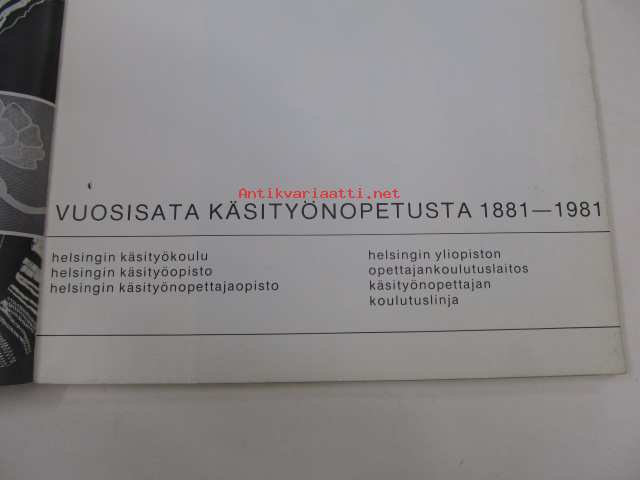 Antikvariaatti.net
VUOSISATA KÄSITYÖNOPETUSTA 1881—1981
helsingin käsityökoulu
helsingin käsityöopisto
helsingin käsityönopettajaopisto
helsingin yliopiston
opettajankoulutuslaitos
käsityönopettajan
koulutuslinja